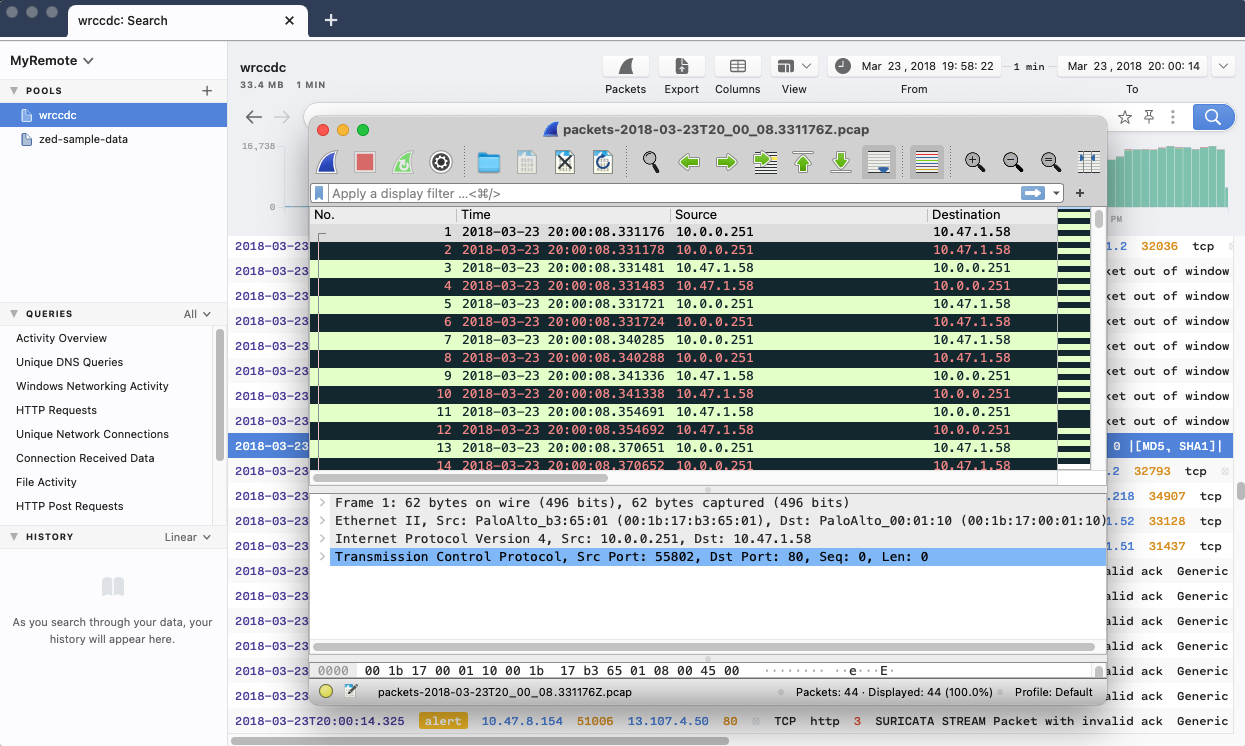 wrccdc: Search
MyRemote
POOLS
wrccdc
zed-sample-data
QUERIES All
Activity Overview
Unique DNS Queries
Windows Networking Activity
HTTP Requests
Unique Network Connections
Connection Received Data
File Activity
HTTP Post Requests
HISTORY Linear
As you search through your data, your
history will appear here.
wrccdc
33.4 MB 1 MIN
Packets Export Columns View
Mar 23 , 2018 19: 58: 22 1 min Mar 23 , 2018 20: 00: 14
From To
16,738
0
PM
packets-2018-03-23T20_00_08.331176Z.pcap
Apply a display filter ...<⌘/>
No. Time Source Destination
1 2018-03-23 20:00:08.331176 10.0.0.251 10.47.1.58
2 2018-03-23 20:00:08.331178 10.0.0.251 10.47.1.58
3 2018-03-23 20:00:08.331481 10.47.1.58 10.0.0.251
4 2018-03-23 20:00:08.331483 10.47.1.58 10.0.0.251
5 2018-03-23 20:00:08.331721 10.0.0.251 10.47.1.58
6 2018-03-23 20:00:08.331724 10.0.0.251 10.47.1.58
7 2018-03-23 20:00:08.340285 10.0.0.251 10.47.1.58
8 2018-03-23 20:00:08.340288 10.0.0.251 10.47.1.58
9 2018-03-23 20:00:08.341336 10.47.1.58 10.0.0.251
10 2018-03-23 20:00:08.341338 10.47.1.58 10.0.0.251
11 2018-03-23 20:00:08.354691 10.47.1.58 10.0.0.251
12 2018-03-23 20:00:08.354692 10.47.1.58 10.0.0.251
13 2018-03-23 20:00:08.370651 10.0.0.251 10.47.1.58
14 2018-03-23 20:00:08.370652 10.0.0.251 10.47.1.58
Frame 1: 62 bytes on wire (496 bits), 62 bytes captured (496 bits)
Ethernet II, Src: PaloAlto_b3:65:01 (00:1b:17:b3:65:01), Dst: PaloAlto_00:01:10 (00:1b:17:00:01:10)
Internet Protocol Version 4, Src: 10.0.0.251, Dst: 10.47.1.58
Transmission Control Protocol, Src Port: 55802, Dst Port: 80, Seq: 0, Len: 0
0000 00 1b 17 00 01 10 00 1b 17 b3 65 01 08 00 45 00 ········ ··e···E·
packets-2018-03-23T20_00_08.331176Z.pcap Packets: 44 · Displayed: 44 (100.0%) Profile: Default
2018-03-23 1.2 32036 tcp
2018-03-23 ket out of window
2018-03-23 ket out of window
2018-03-23 ket out of window
2018-03-23 ket out of window
2018-03-23 ket out of window
2018-03-23 ket out of window
2018-03-23 ket out of window
2018-03-23 0 |[MD5, SHA1]|
2018-03-23 .2 32793 tcp
2018-03-23 .218 34907 tcp
2018-03-23 1.52 33128 tcp
2018-03-23 1.51 31437 tcp
2018-03-23 alid ack Generic
2018-03-23 alid ack Generic
2018-03-23 alid ack Generic
2018-03-23 alid ack Generic
2018-03-23 alid ack Generic
2018-03-23 alid ack Generic
2018-03-23T20:00:14.325 alert 10.47.8.154 51006 13.107.4.50 80 TCP http 3 SURICATA STREAM Packet with invalid ack Generic